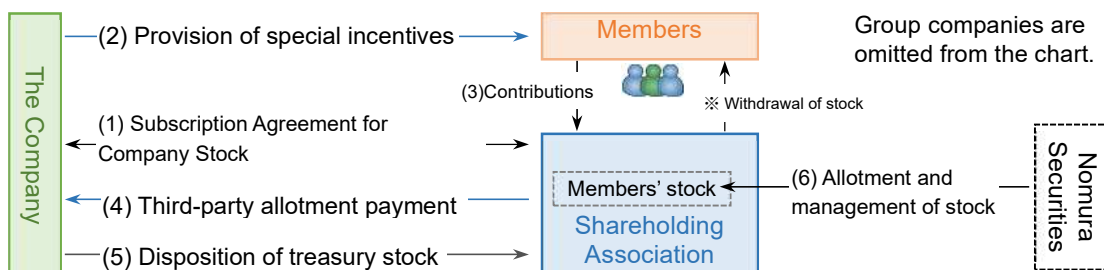 (2) Provision of special incentives
Members
Group companies are
omitted from the chart.
The Company
(3)Contributions
※ Withdrawal of stock
(1) Subscription Agreement for
Company Stock
Members' stock
(6) Allotment and
management of stock
Nomura
Securities
(4) Third-party allotment payment
Shareholding
Association
(5) Disposition of treasury stock